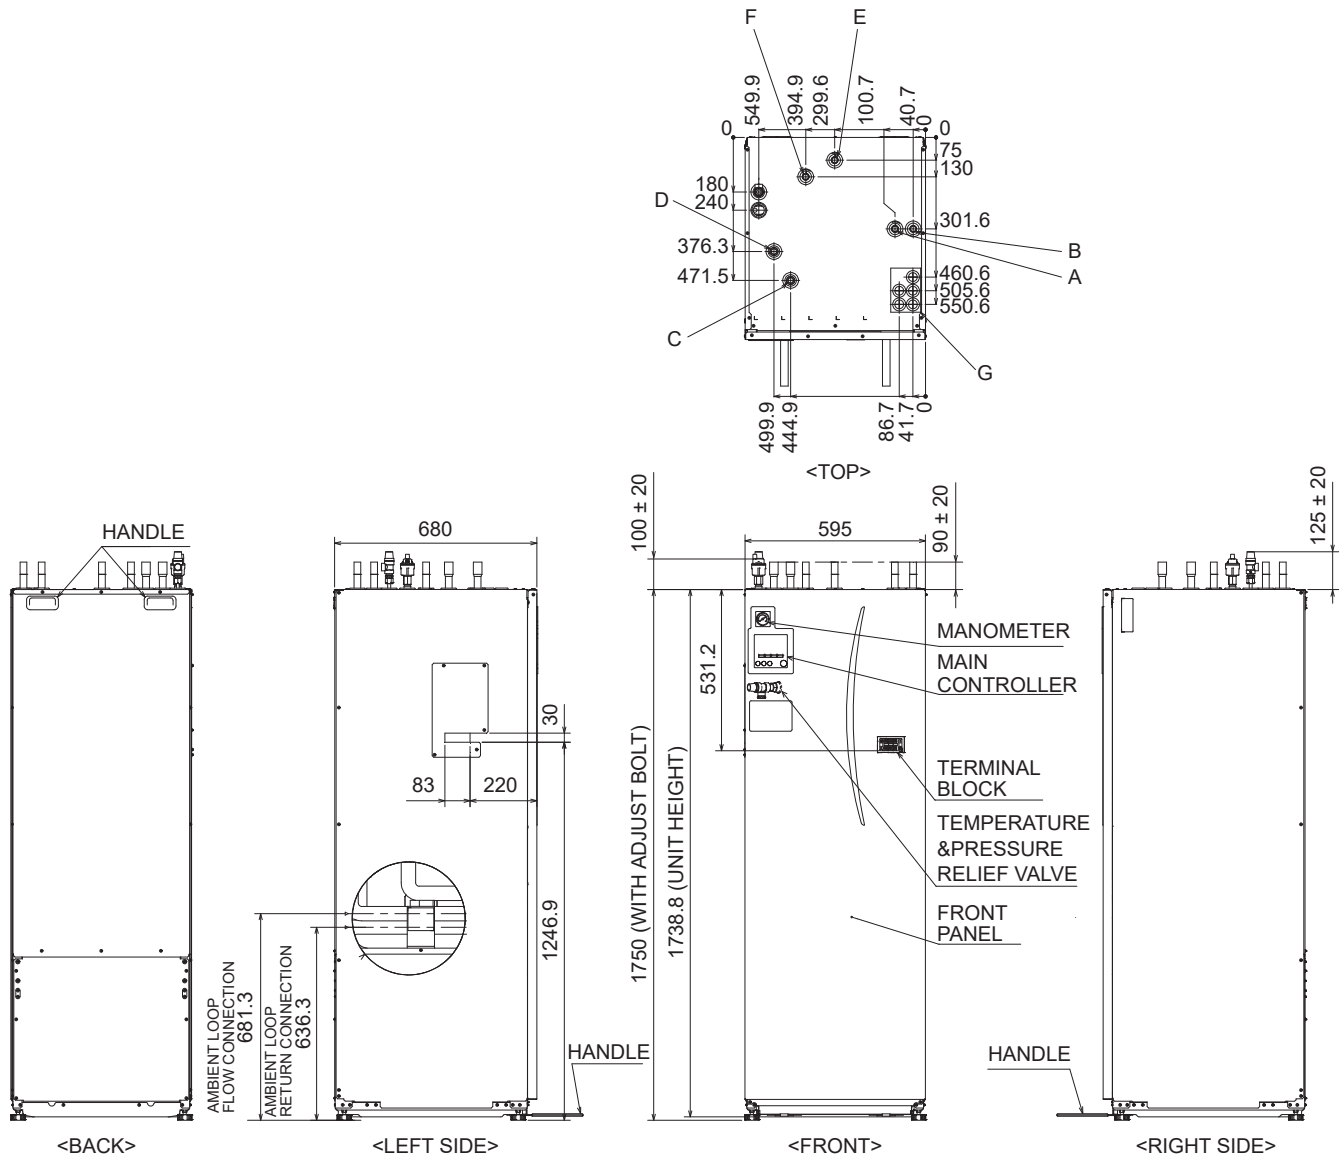 F
E
549.9
394.9
299.6
100.7
40.7
0
0
0
75
130
180
240
301.6
D
376.3
B
471.5
A
460.6
505.6
550.6
C
G
499.9
444.9
86.7
41.7
0
<TOP>
HANDLE
680
100 ± 20
595
90 ± 20
125 ± 20
531.2
MANOMETER
MAIN
CONTROLLER
30
83
220
1750 (WITH ADJUST BOLT)
1738.8 (UNIT HEIGHT)
TERMINAL
BLOCK
TEMPERATURE
&PRESSURE
RELIEF VALVE
1246.9
FRONT
PANEL
AMBIENT LOOP
FLOW CONNECTION
681.3
AMBIENT LOOP
RETURN CONNECTION
636.3
HANDLE
HANDLE
<BACK>
<LEFT SIDE>
<FRONT>
<RIGHT SIDE>